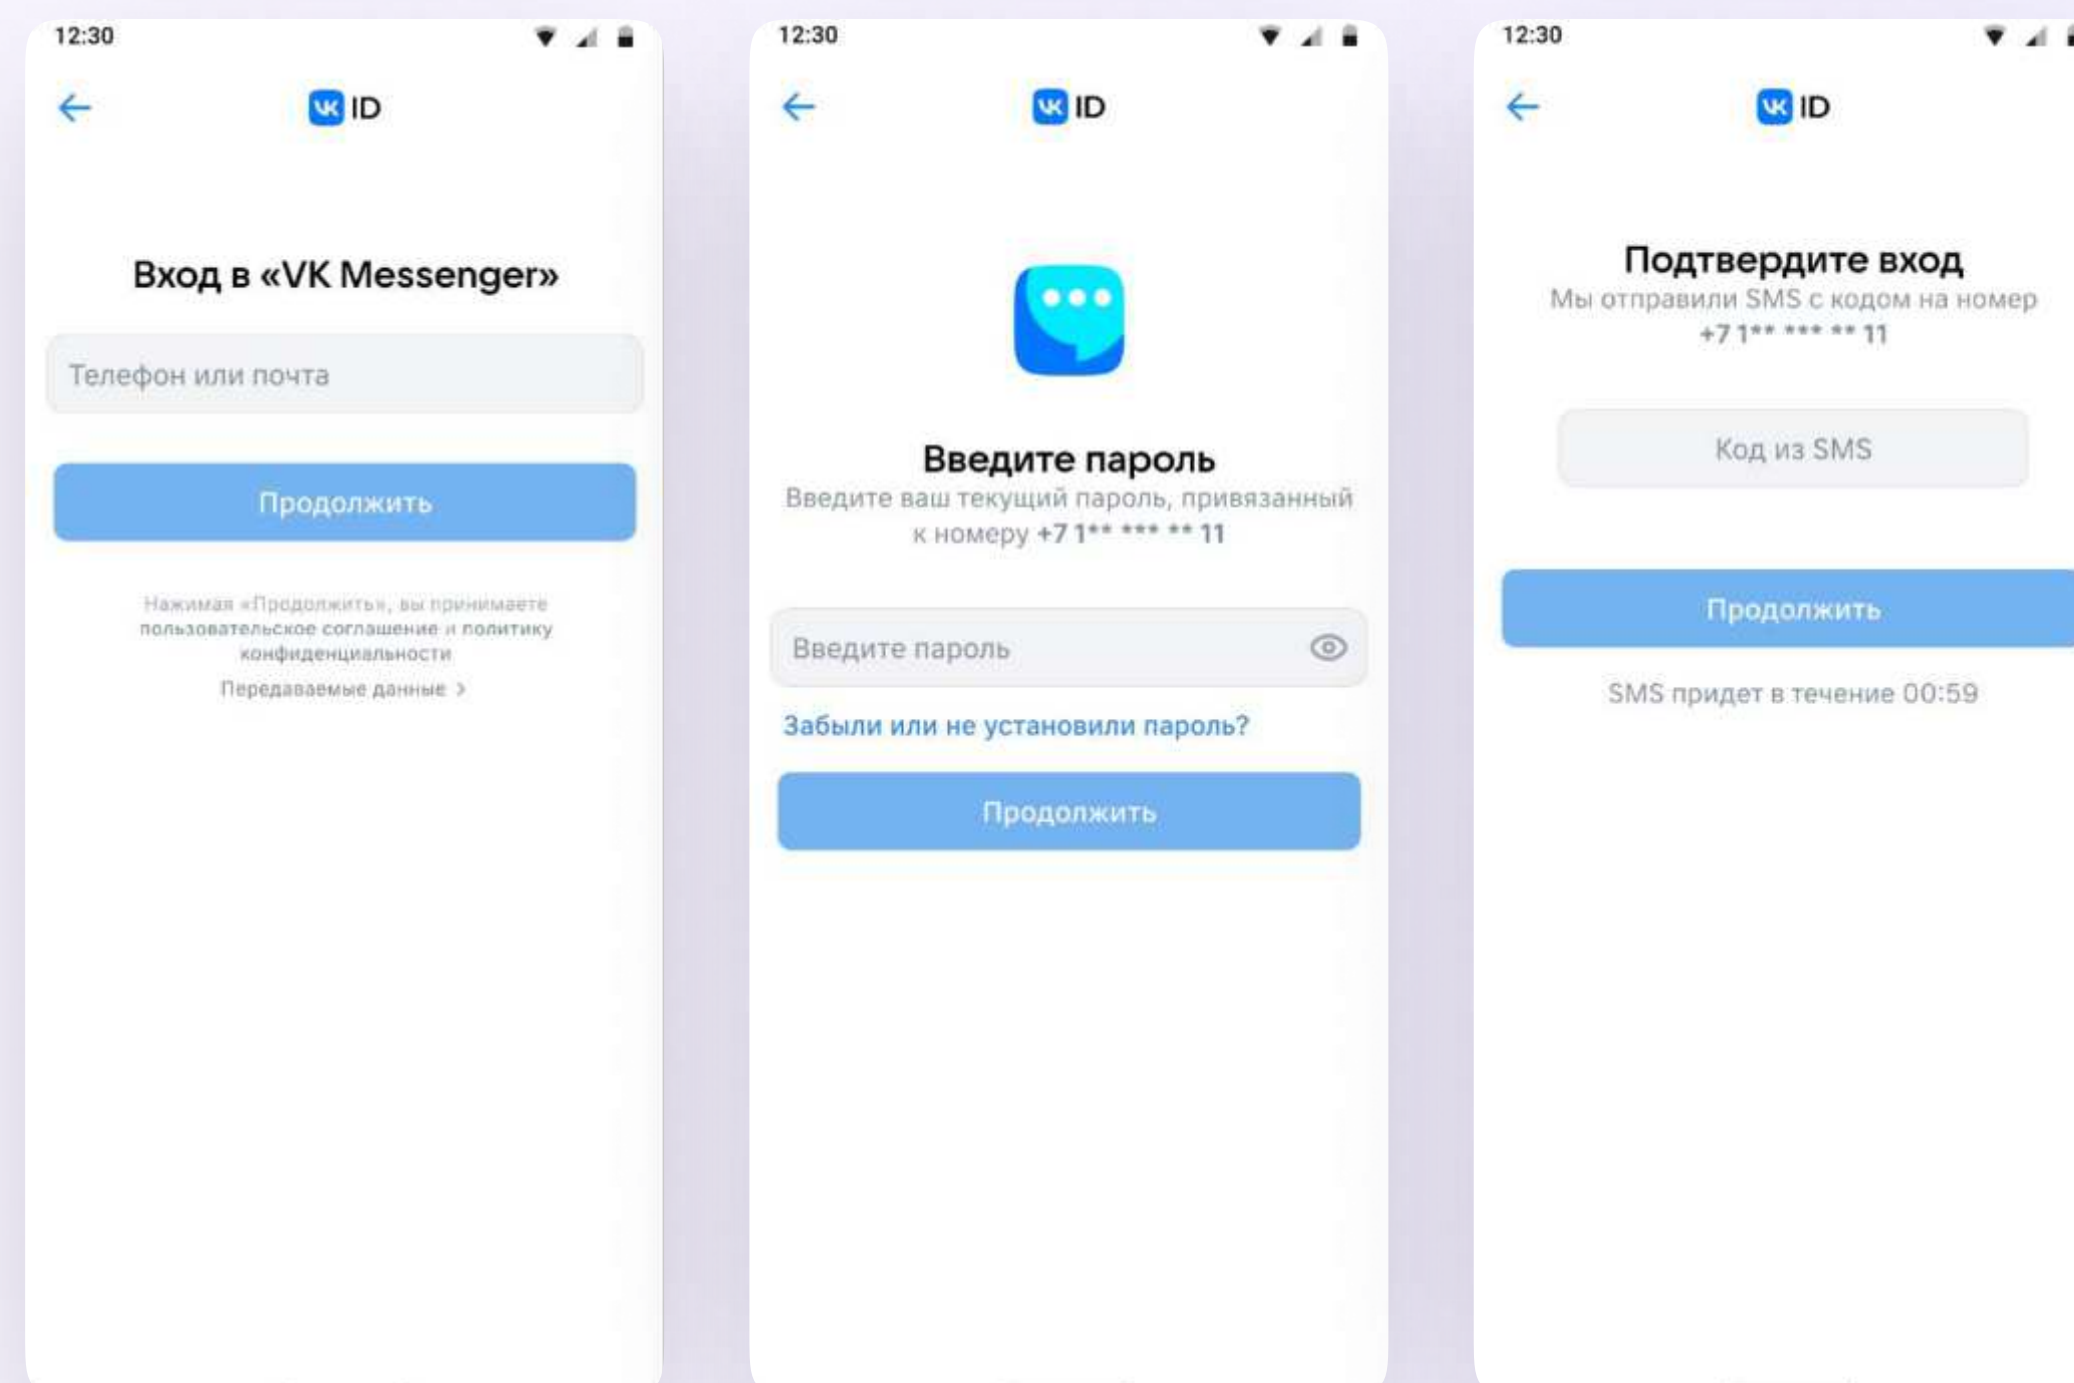 12:30
VK ID
Вход в «VK Messenger»
Телефон или почта
Продолжить
Нажимая «Продолжить», вы принимаете
пользовательское соглашение и политику
конфиденциальности
Передаваемые данные >
12:30
VK ID
Введите пароль
Введите ваш текущий пароль, привязанный
к номеру +7 1** *** ** 11
Введите пароль
Забыли или не установили пароль?
Продолжить
12:30
VK ID
Подтвердите вход
Мы отправили SMS с кодом на номер
+7 1** *** ** 11
Код из SMS
Продолжить
SMS придет в течение 00:59